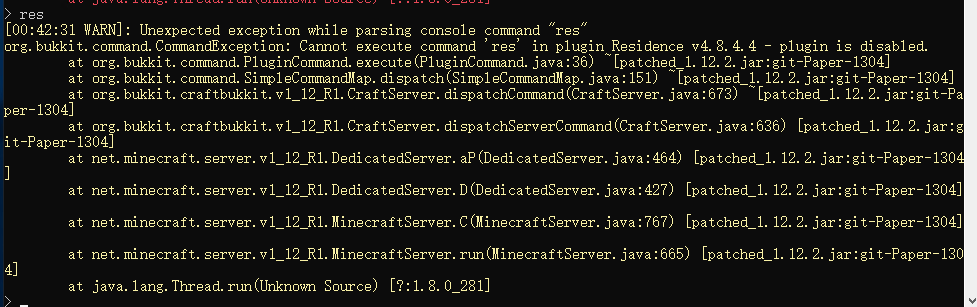 at java.lang.Thread.run(Unknown Source) [?:1.8.0_281]
> res
[00:42:31 WARN]: Unexpected exception while parsing console command "res"
org.bukkit.command.CommandException: Cannot execute command 'res' in plugin Residence v4.8.4.4 - plugin is disabled.
        at org.bukkit.command.PluginCommand.execute(PluginCommand.java:36) ~[patched_1.12.2.jar:git-Paper-1304]
        at org.bukkit.command.SimpleCommandMap.dispatch(SimpleCommandMap.java:151) ~[patched_1.12.2.jar:git-Paper-1304]
        at org.bukkit.craftbukkit.v1_12_R1.CraftServer.dispatchCommand(CraftServer.java:673) ~[patched_1.12.2.jar:git-Pa
per-1304]
        at org.bukkit.craftbukkit.v1_12_R1.CraftServer.dispatchServerCommand(CraftServer.java:636) [patched_1.12.2.jar:g
it-Paper-1304]
        at net.minecraft.server.v1_12_R1.DedicatedServer.aP(DedicatedServer.java:464) [patched_1.12.2.jar:git-Paper-1304
]
        at net.minecraft.server.v1_12_R1.DedicatedServer.D(DedicatedServer.java:427) [patched_1.12.2.jar:git-Paper-1304]
        at net.minecraft.server.v1_12_R1.MinecraftServer.C(MinecraftServer.java:767) [patched_1.12.2.jar:git-Paper-1304]
        at net.minecraft.server.v1_12_R1.MinecraftServer.run(MinecraftServer.java:665) [patched_1.12.2.jar:git-Paper-130
4]
        at java.lang.Thread.run(Unknown Source) [?:1.8.0_281]
>